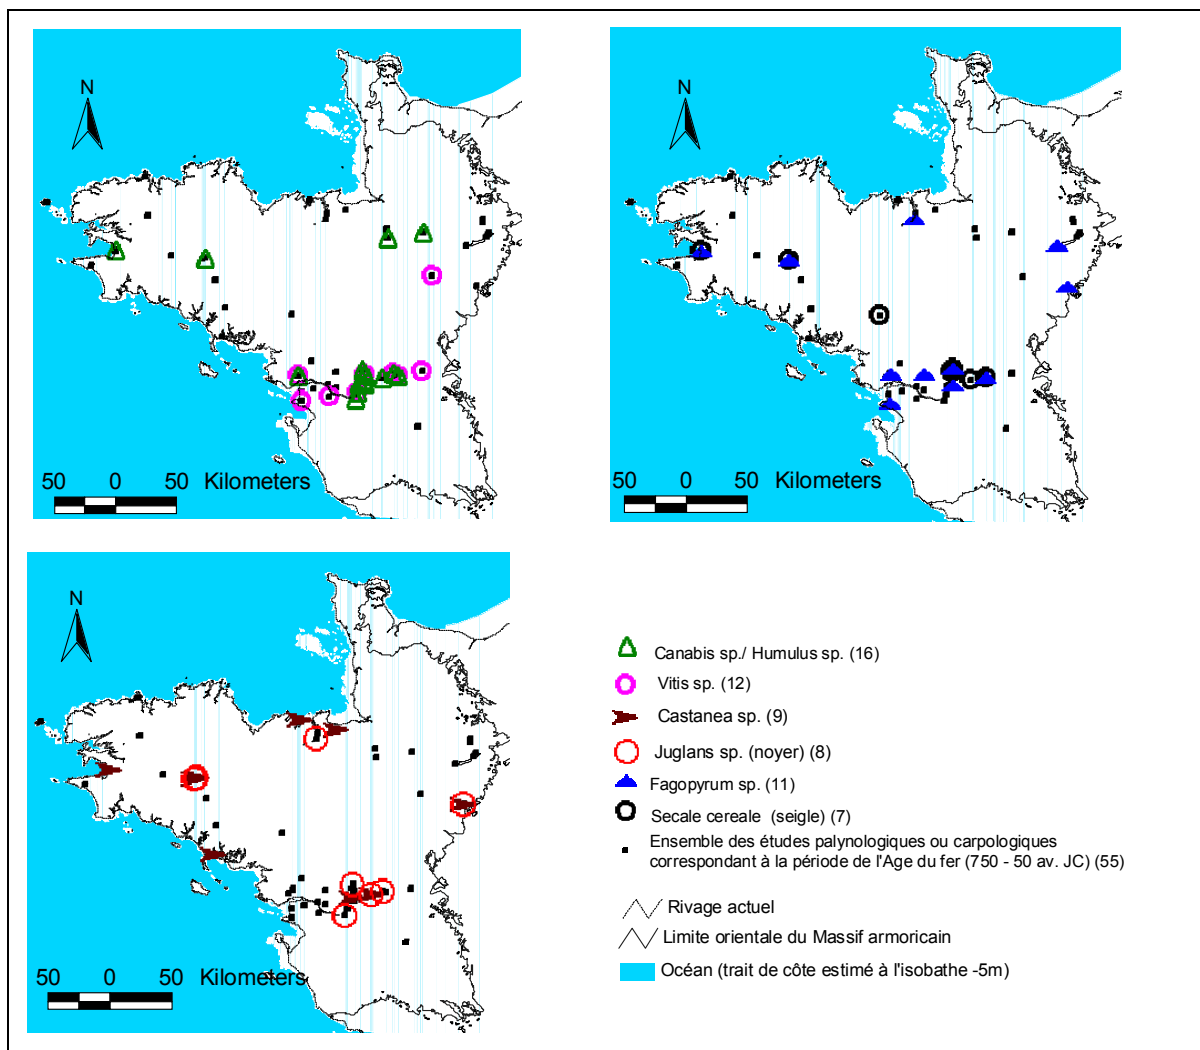 N
50 0 50 Kilometers
N
50 0 50 Kilometers
N
50 0 50 Kilometers
Canabis sp./ Humulus sp. (16)
Vitis sp. (12)
Castanea sp. (9)
Juglans sp. (noyer) (8)
Fagopyrum sp. (11)
Secale cereale (seigle) (7)
Ensemble des études palynologiques ou carpologiques
correspondant à la période de l'Age du fer (750 - 50 av. JC) (55)
Rivage actuel
Limite orientale du Massif armoricain
Océan (trait de côte estimé à l'isobathe -5m)